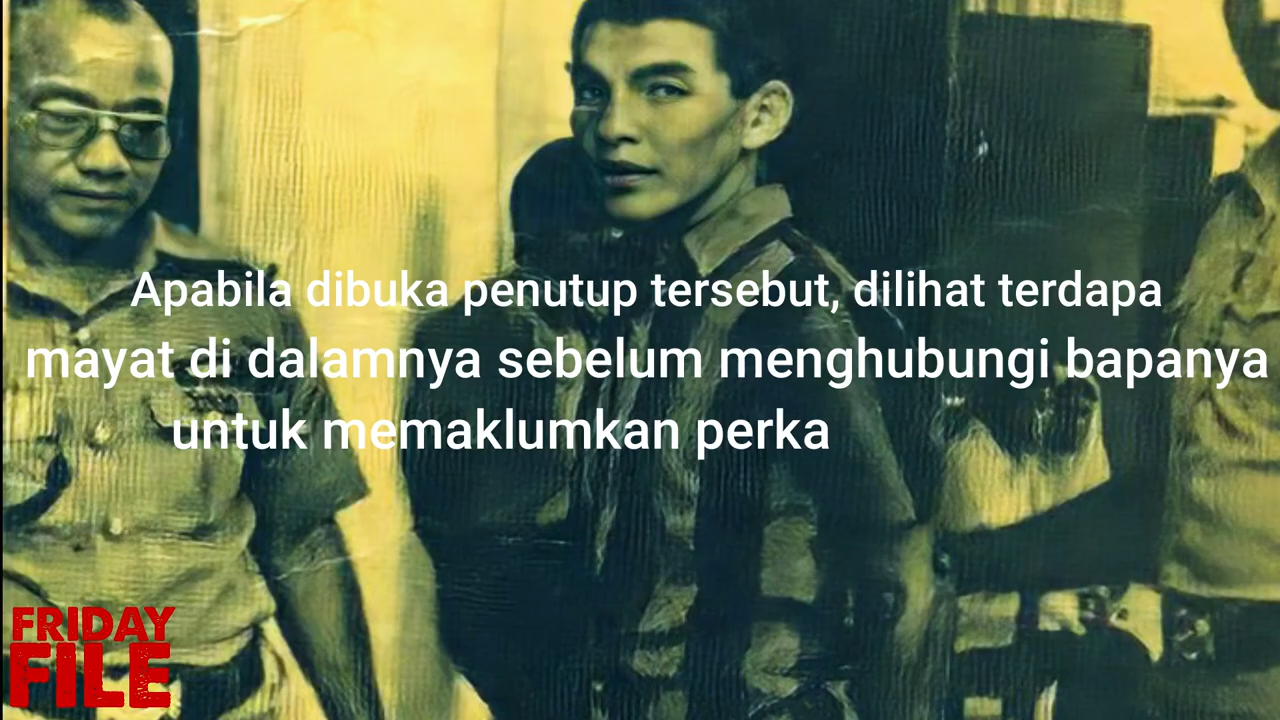 Apabila dibuka penutup tersebut, dilihat terdapa
mayat di dalamnya sebelum menghubungi bapanya
untuk memaklumkan perka
FRIDAY
FILE